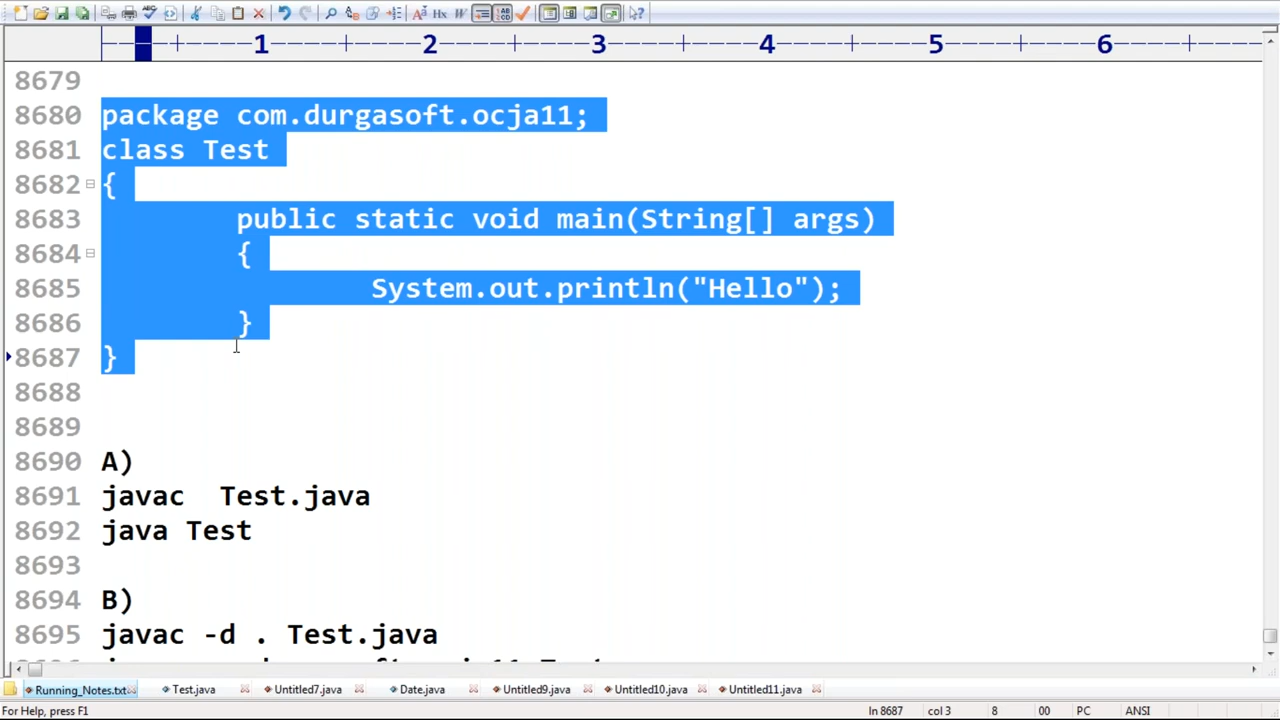 1 2 3 4 5 6
8679
8680 package com.durgasoft.ocja11;
8681 class Test
8682 {
8683 public static void main(String[] args)
8684 {
8685 System.out.println("Hello");
8686 }
8687 }
8688
8689
8690 A)
8691 javac  Test.java
8692 java Test
8693
8694 B)
8695 javac -d . Test.java
Running_Notes.txt Test.java Untitled7.java Date.java Untitled9.java Untitled10.java Untitled11.java
For Help, press F1 ln 8687 col 3 8 00 PC ANSI